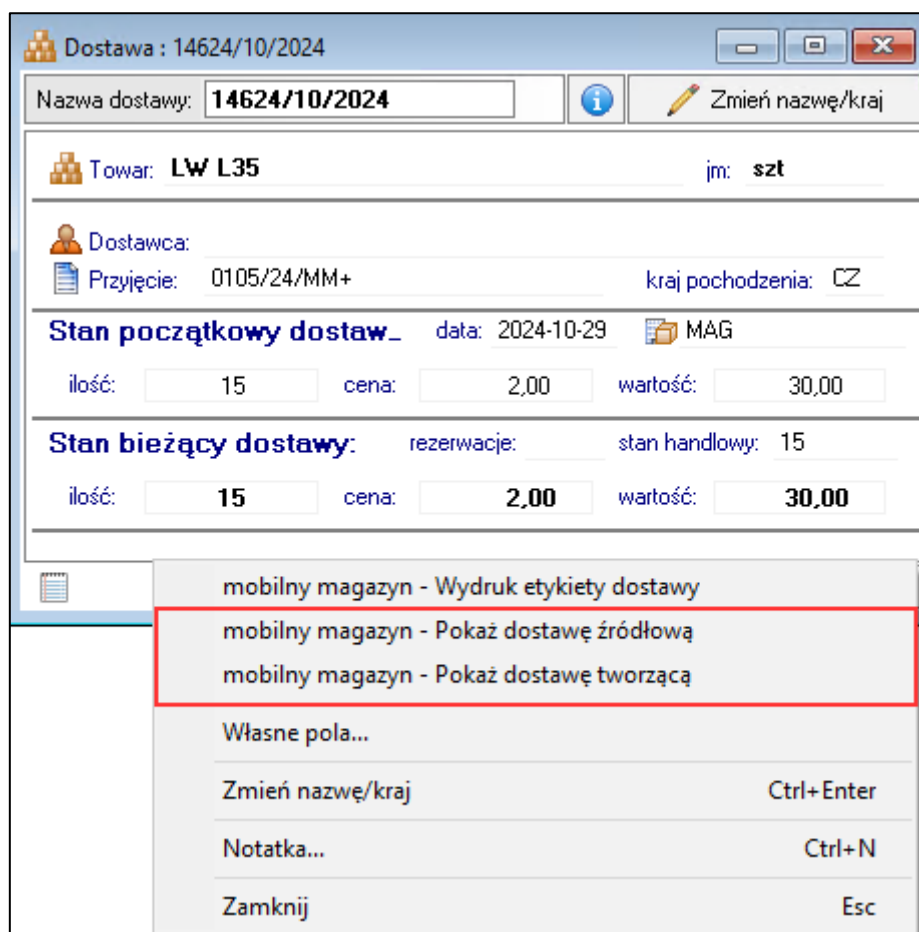 Dostawa : 14624/10/2024
Nazwa dostawy: 14624/10/2024 Zmień nazwę/kraj
Towar: LW L35 jm: szt
Dostawca:
Przyjęcie: 0105/24/MM+ kraj pochodzenia: CZ
Stan początkowy dostaw_ data: 2024-10-29 MAG
ilość: 15 cena: 2,00 wartość: 30,00
Stan bieżący dostawy: rezerwacje: stan handlowy: 15
ilość: 15 cena: 2,00 wartość: 30,00
mobilny magazyn - Wydruk etykiety dostawy
mobilny magazyn - Pokaż dostawę źródłową
mobilny magazyn - Pokaż dostawę tworzącą
Własne pola...
Zmień nazwę/kraj Ctrl+Enter
Notatka... Ctrl+N
Zamknij Esc